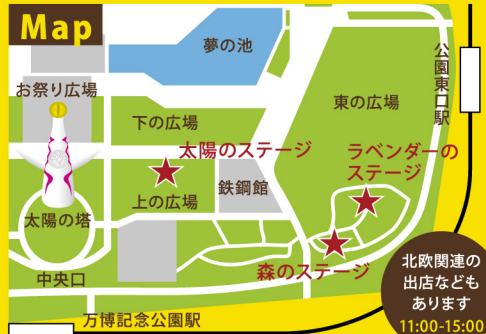 Map
夢の池
公園東口駅
お祭り広場
東の広場
下の広場
太陽のステージ
ラベンダーの
ステージ
鉄鋼館
上の広場
太陽の塔
森のステージ
中央口
北欧関連の
出店なども
あります
11:00-15:00
万博記念公園駅